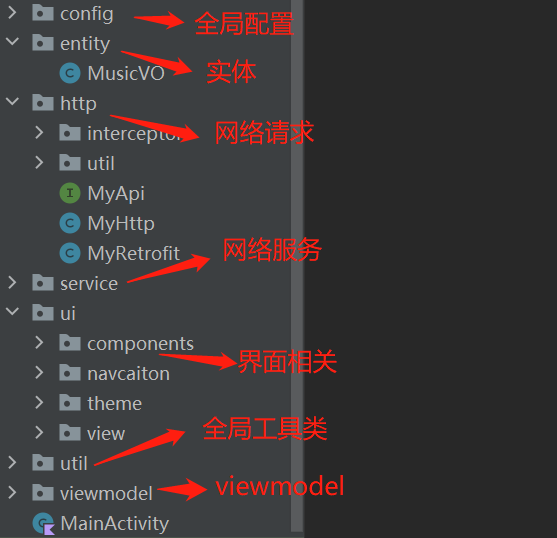 config
全局配置
entity
MusicVO
实体
http
interceptor
网络请求
util
MyApi
MyHttp
MyRetrofit
网络服务
service
ui
components
界面相关
navcaiton
theme
view
全局工具类
util
viewmodel
viewmodel
MainActivity